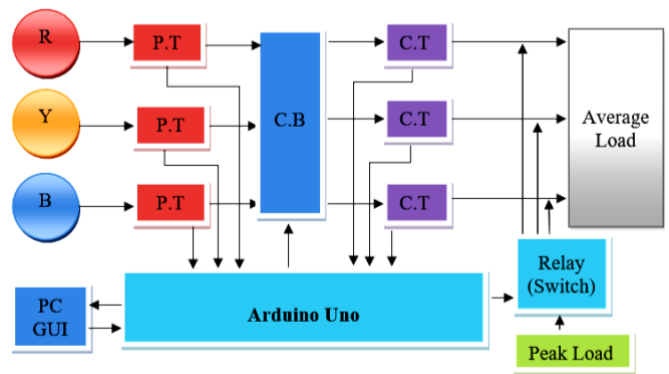 R
P.T
C.T
Y
P.T
C.B
C.T
Average
Load
B
P.T
C.T
PC
GUI
Arduino Uno
Relay
(Switch)
Peak Load